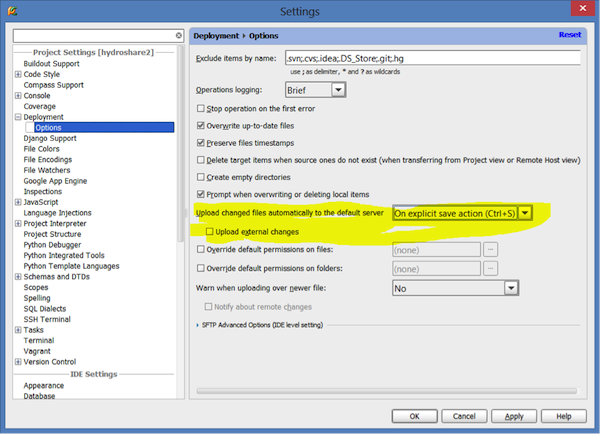 Settings
Project Settings [hydroshare2]
Buildout Support
Code Style
Compass Support
Console
Coverage
Deployment
Options
Django Support
File Colors
File Encodings
File Watchers
Google App Engine
Inspections
JavaScript
Language Injections
Project Interpreter
Project Structure
Python Debugger
Python Integrated Tools
Python Template Languages
Schemas and DTDs
Scopes
Spelling
SQL Dialects
SSH Terminal
Tasks
Terminal
Vagrant
Version Control
IDE Settings
Appearance
Database
Deployment › Options
Reset
Exclude items by name: .svn;.cvs;.idea;.DS_Store;.git;.hg
use ; as delimiter, * and ? as wildcards
Operations logging: Brief
Stop operation on the first error
Overwrite up-to-date files
Preserve files timestamps
Delete target items when source ones do not exist (when transferring from Project view or Remote Host view)
Create empty directories
Prompt when overwriting or deleting local items
Upload changed files automatically to the default server On explicit save action (Ctrl+S)
Upload external changes
Override default permissions on files: (none) ...
Override default permissions on folders: (none) ...
Warn when uploading over newer file: No
Notify about remote changes
SFTP Advanced Options (IDE level setting)
OK Cancel Apply Help